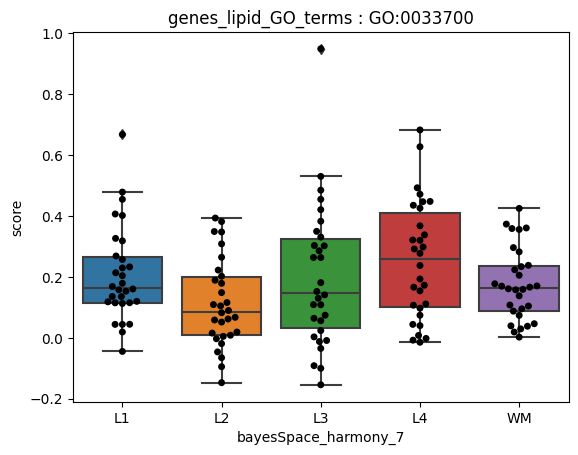 genes_lipid_GO_terms : GO:0033700
1.0
0.8
0.6
0.4
0.2
0.0
−0.2
score
L1 L2 L3 L4 WM
bayesSpace_harmony_7